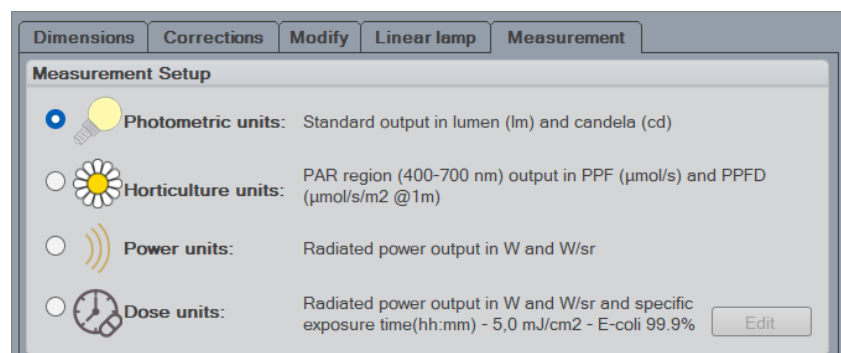 Dimensions Corrections Modify Linear lamp Measurement
Measurement Setup
Photometric units: Standard output in lumen (lm) and candela (cd)
Horticulture units: PAR region (400-700 nm) output in PPF (µmol/s) and PPFD
(µmol/s/m2 @1m)
Power units: Radiated power output in W and W/sr
Dose units: Radiated power output in W and W/sr and specific
exposure time(hh:mm) - 5,0 mJ/cm2 - E-coli 99.9% Edit